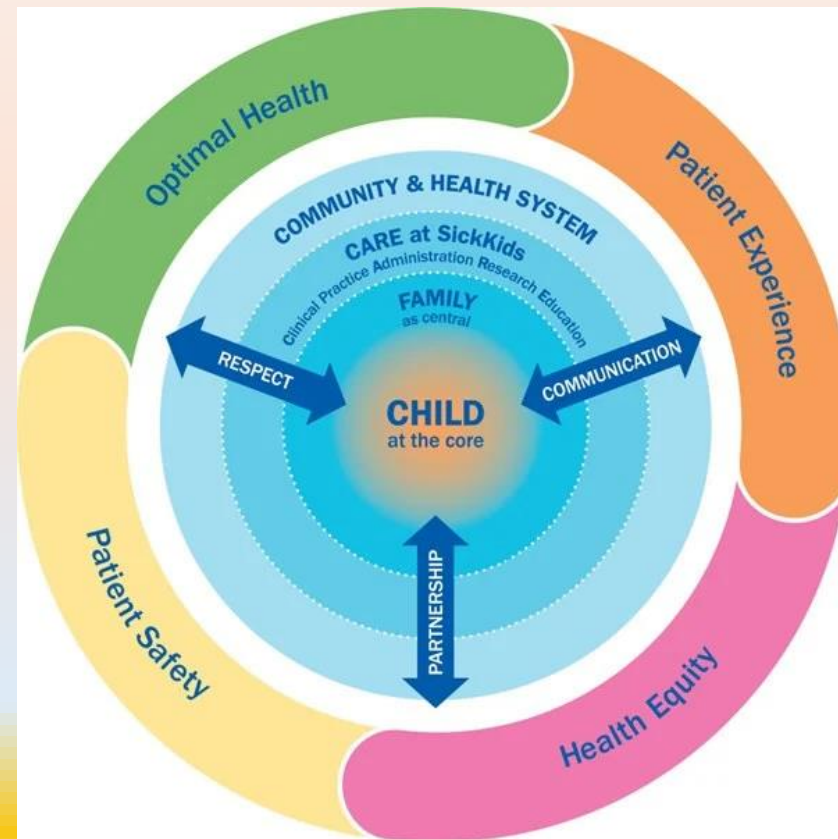 Optimal Health
Patient Experience
COMMUNITY & HEALTH SYSTEM
CARE at SickKids
Clinical Practice Administration Research Education
FAMILY
as central
RESPECT
COMMUNICATION
CHILD
at the core
PARTNERSHIP
Patient Safety
Health Equity